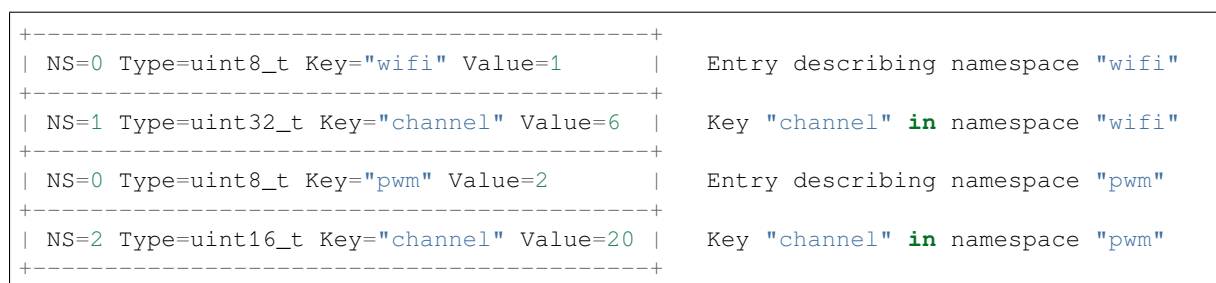 +-------------------------------------------+
| NS=0 Type=uint8_t Key="wifi" Value=1      |   Entry describing namespace "wifi"
+-------------------------------------------+
| NS=1 Type=uint32_t Key="channel" Value=6  |   Key "channel" in namespace "wifi"
+-------------------------------------------+
| NS=0 Type=uint8_t Key="pwm" Value=2       |   Entry describing namespace "pwm"
+-------------------------------------------+
| NS=2 Type=uint16_t Key="channel" Value=20 |   Key "channel" in namespace "pwm"
+-------------------------------------------+